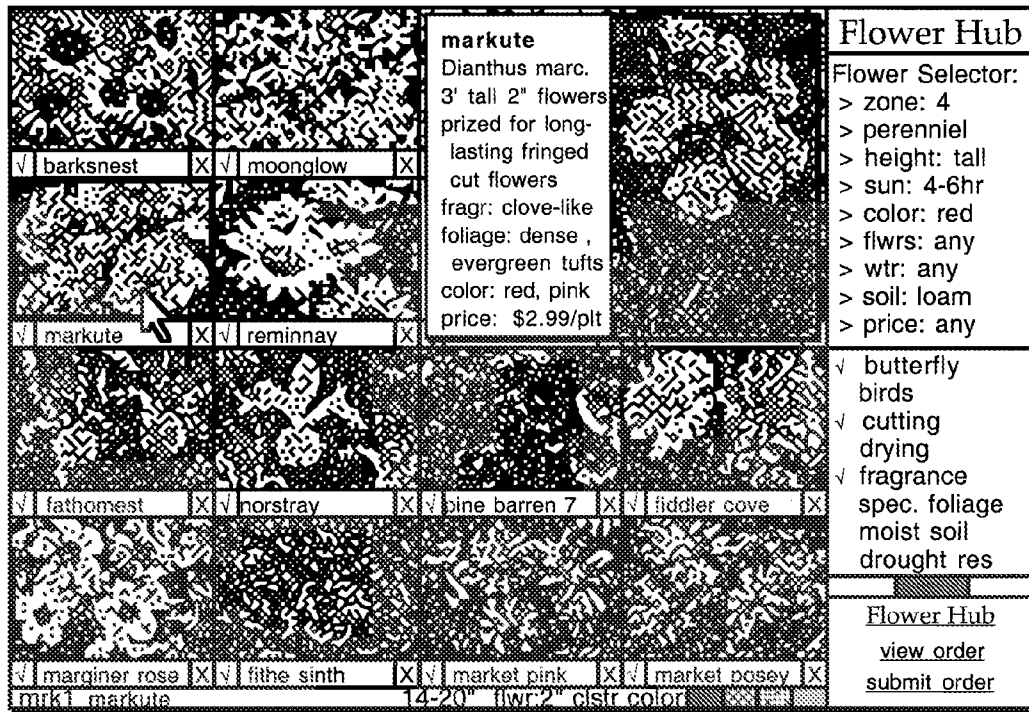 markute
Dianthus marc.
3' tall 2" flowers
prized for long-
lasting fringed
cut flowers
fragr: clove-like
foliage: dense ,
evergreen tufts
color: red, pink
price: $2.99/plt
√ barksnest X
√ moonglow X
√ markute X
√ reminnay X
√ fathomest X
√ norstray X
√ pine barren 7 X
√ fiddler cove X
√ marginer rose X
√ fithe sinth X
√ market pink X
√ market posey X
mrk1 markute 14-20" flwr:2" clstr color
Flower Hub
Flower Selector:
> zone: 4
> perenniel
> height: tall
> sun: 4-6hr
> color: red
> flwrs: any
> wtr: any
> soil: loam
> price: any
√ butterfly
birds
√ cutting
drying
√ fragrance
spec. foliage
moist soil
drought res
Flower Hub
view order
submit order